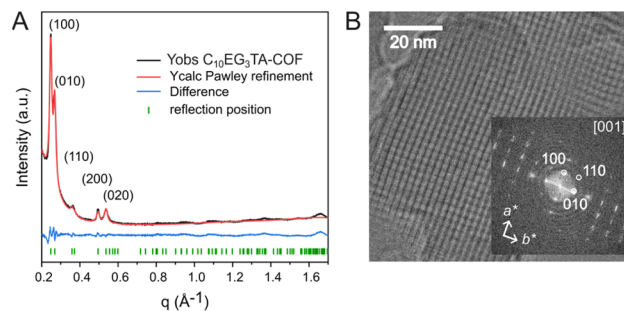 A
(100)
(010)
(110)
(200)
(020)
Yobs C₁₀EG₃TA-COF
Ycalc Pawley refinement
Difference
reflection position
Intensity (a.u.)
0.2 0.4 0.6 0.8 1.0 1.2 1.4 1.6
q (Å⁻¹)
B
20 nm
[001]
100
110
010
a*
b*